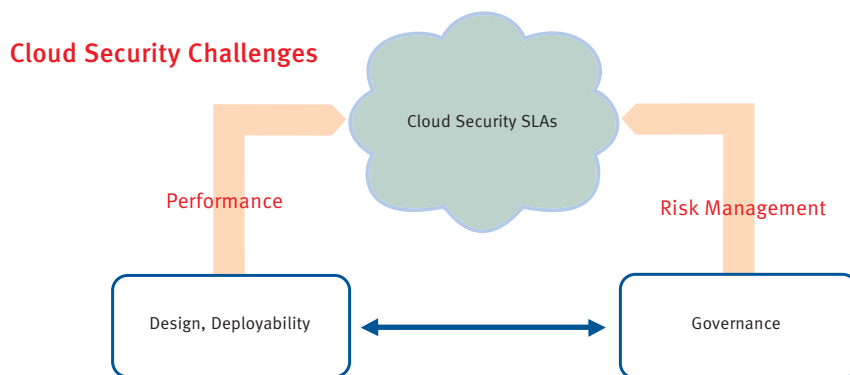 Cloud Security Challenges
Cloud Security SLAs
Performance
Risk Management
Design, Deployability
Governance